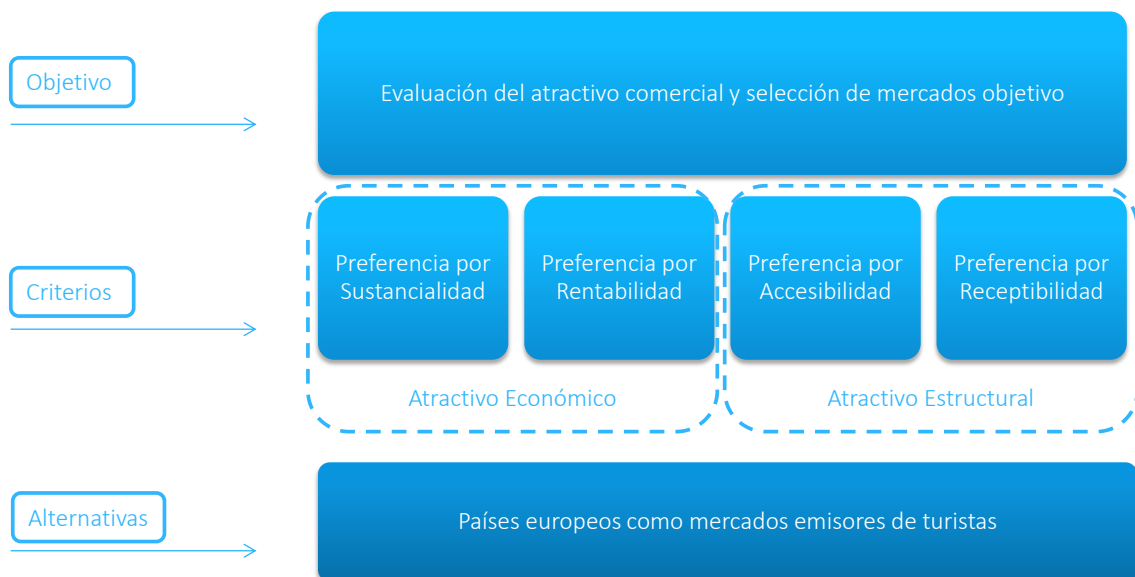 Objetivo
Evaluación del atractivo comercial y selección de mercados objetivo
Criterios
Preferencia por
Sustancialidad
Preferencia por
Rentabilidad
Preferencia por
Accesibilidad
Preferencia por
Receptibilidad
Atractivo Económico
Atractivo Estructural
Alternativas
Países europeos como mercados emisores de turistas